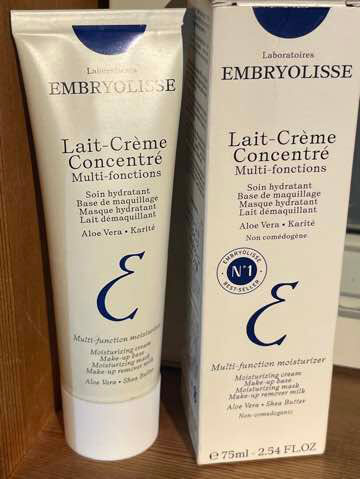 Laboratoires
EMBRYOLISSE
Lait-Crème
Concentré
Multi-fonctions
Soin hydratant
Base de maquillage
Masque hydratant
Lait démaquillant
Aloe Vera • Karité
Multi-function moisturizer
Moisturizing cream
Make-up base
Moisturizing mask
Make-up remover milk
Aloe Vera • Shea Butter
Laboratoires
EMBRYOLISSE
Lait-Crème
Concentré
Multi-fonctions
Soin hydratant
Base de maquillage
Masque hydratant
Lait démaquillant
Aloe Vera • Karité
Non comédogène
EMBRYOLISSE
N°1
BEST-SELLER
Multi-function moisturizer
Moisturizing cream
Make-up base
Moisturizing mask
Make-up remover milk
Aloe Vera • Shea Butter
Non-comedogenic
℮ 75ml - 2.54 FL.OZ